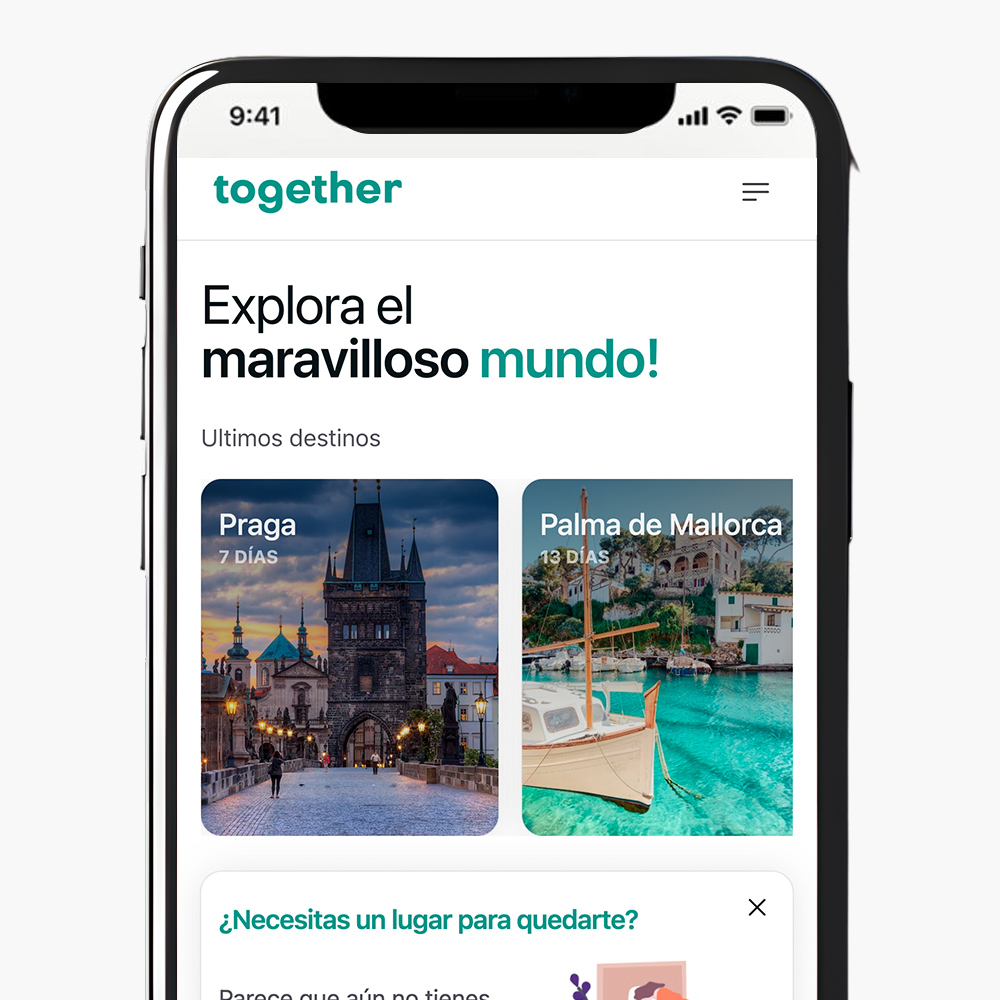 9:41
together
Explora el
maravilloso mundo!
Ultimos destinos
Praga
7 DÍAS
Palma de Mallorca
13 DÍAS
¿Necesitas un lugar para quedarte?
Parece que aún no tienes